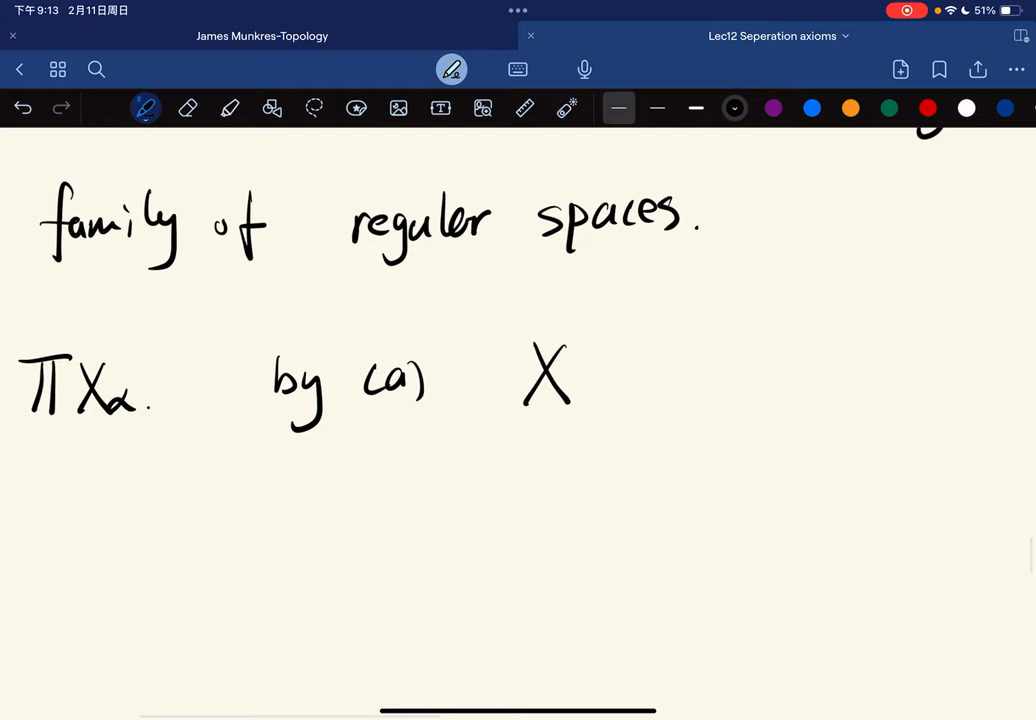 下午9:13 2月11日周日
51%
James Munkres-Topology
Lec12 Seperation axioms
family of regular spaces.
ΠXα. by (a) X